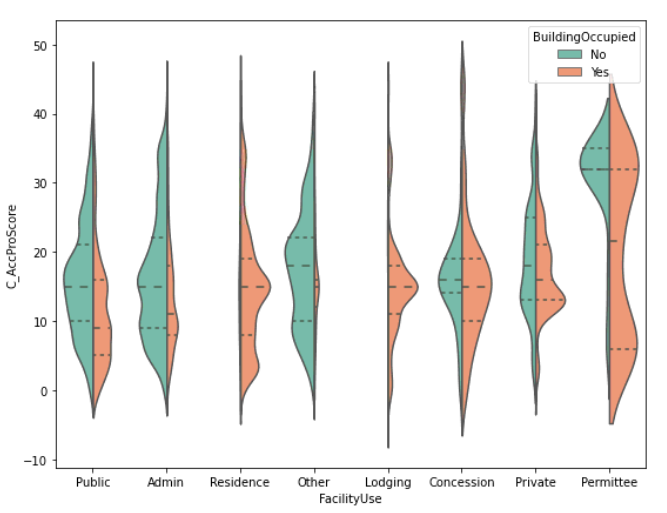 BuildingOccupied
No
Yes
50
40
30
20
10
0
−10
C_AccProScore
Public Admin Residence Other Lodging Concession Private Permittee
FacilityUse